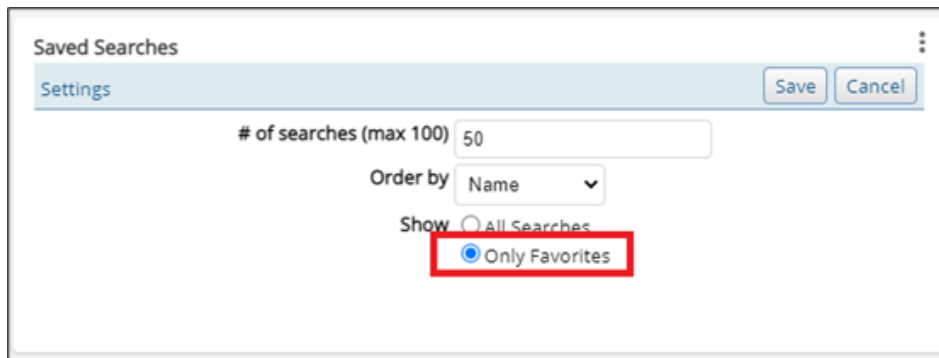 Saved Searches
Settings Save Cancel
# of searches (max 100) 50
Order by Name
Show All Searches
Only Favorites